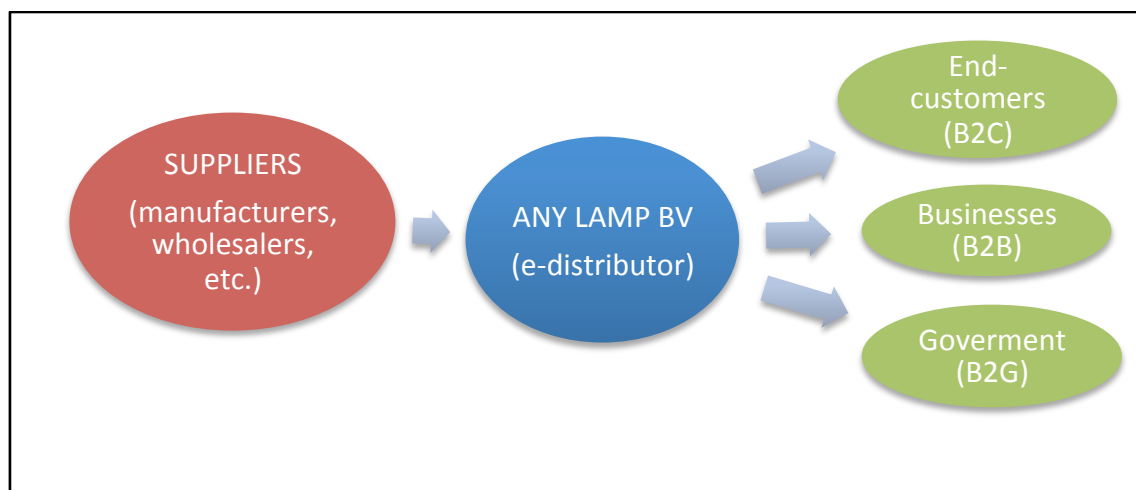 SUPPLIERS
(manufacturers,
wholesalers,
etc.)
ANY LAMP BV
(e-distributor)
End-
customers
(B2C)
Businesses
(B2B)
Goverment
(B2G)